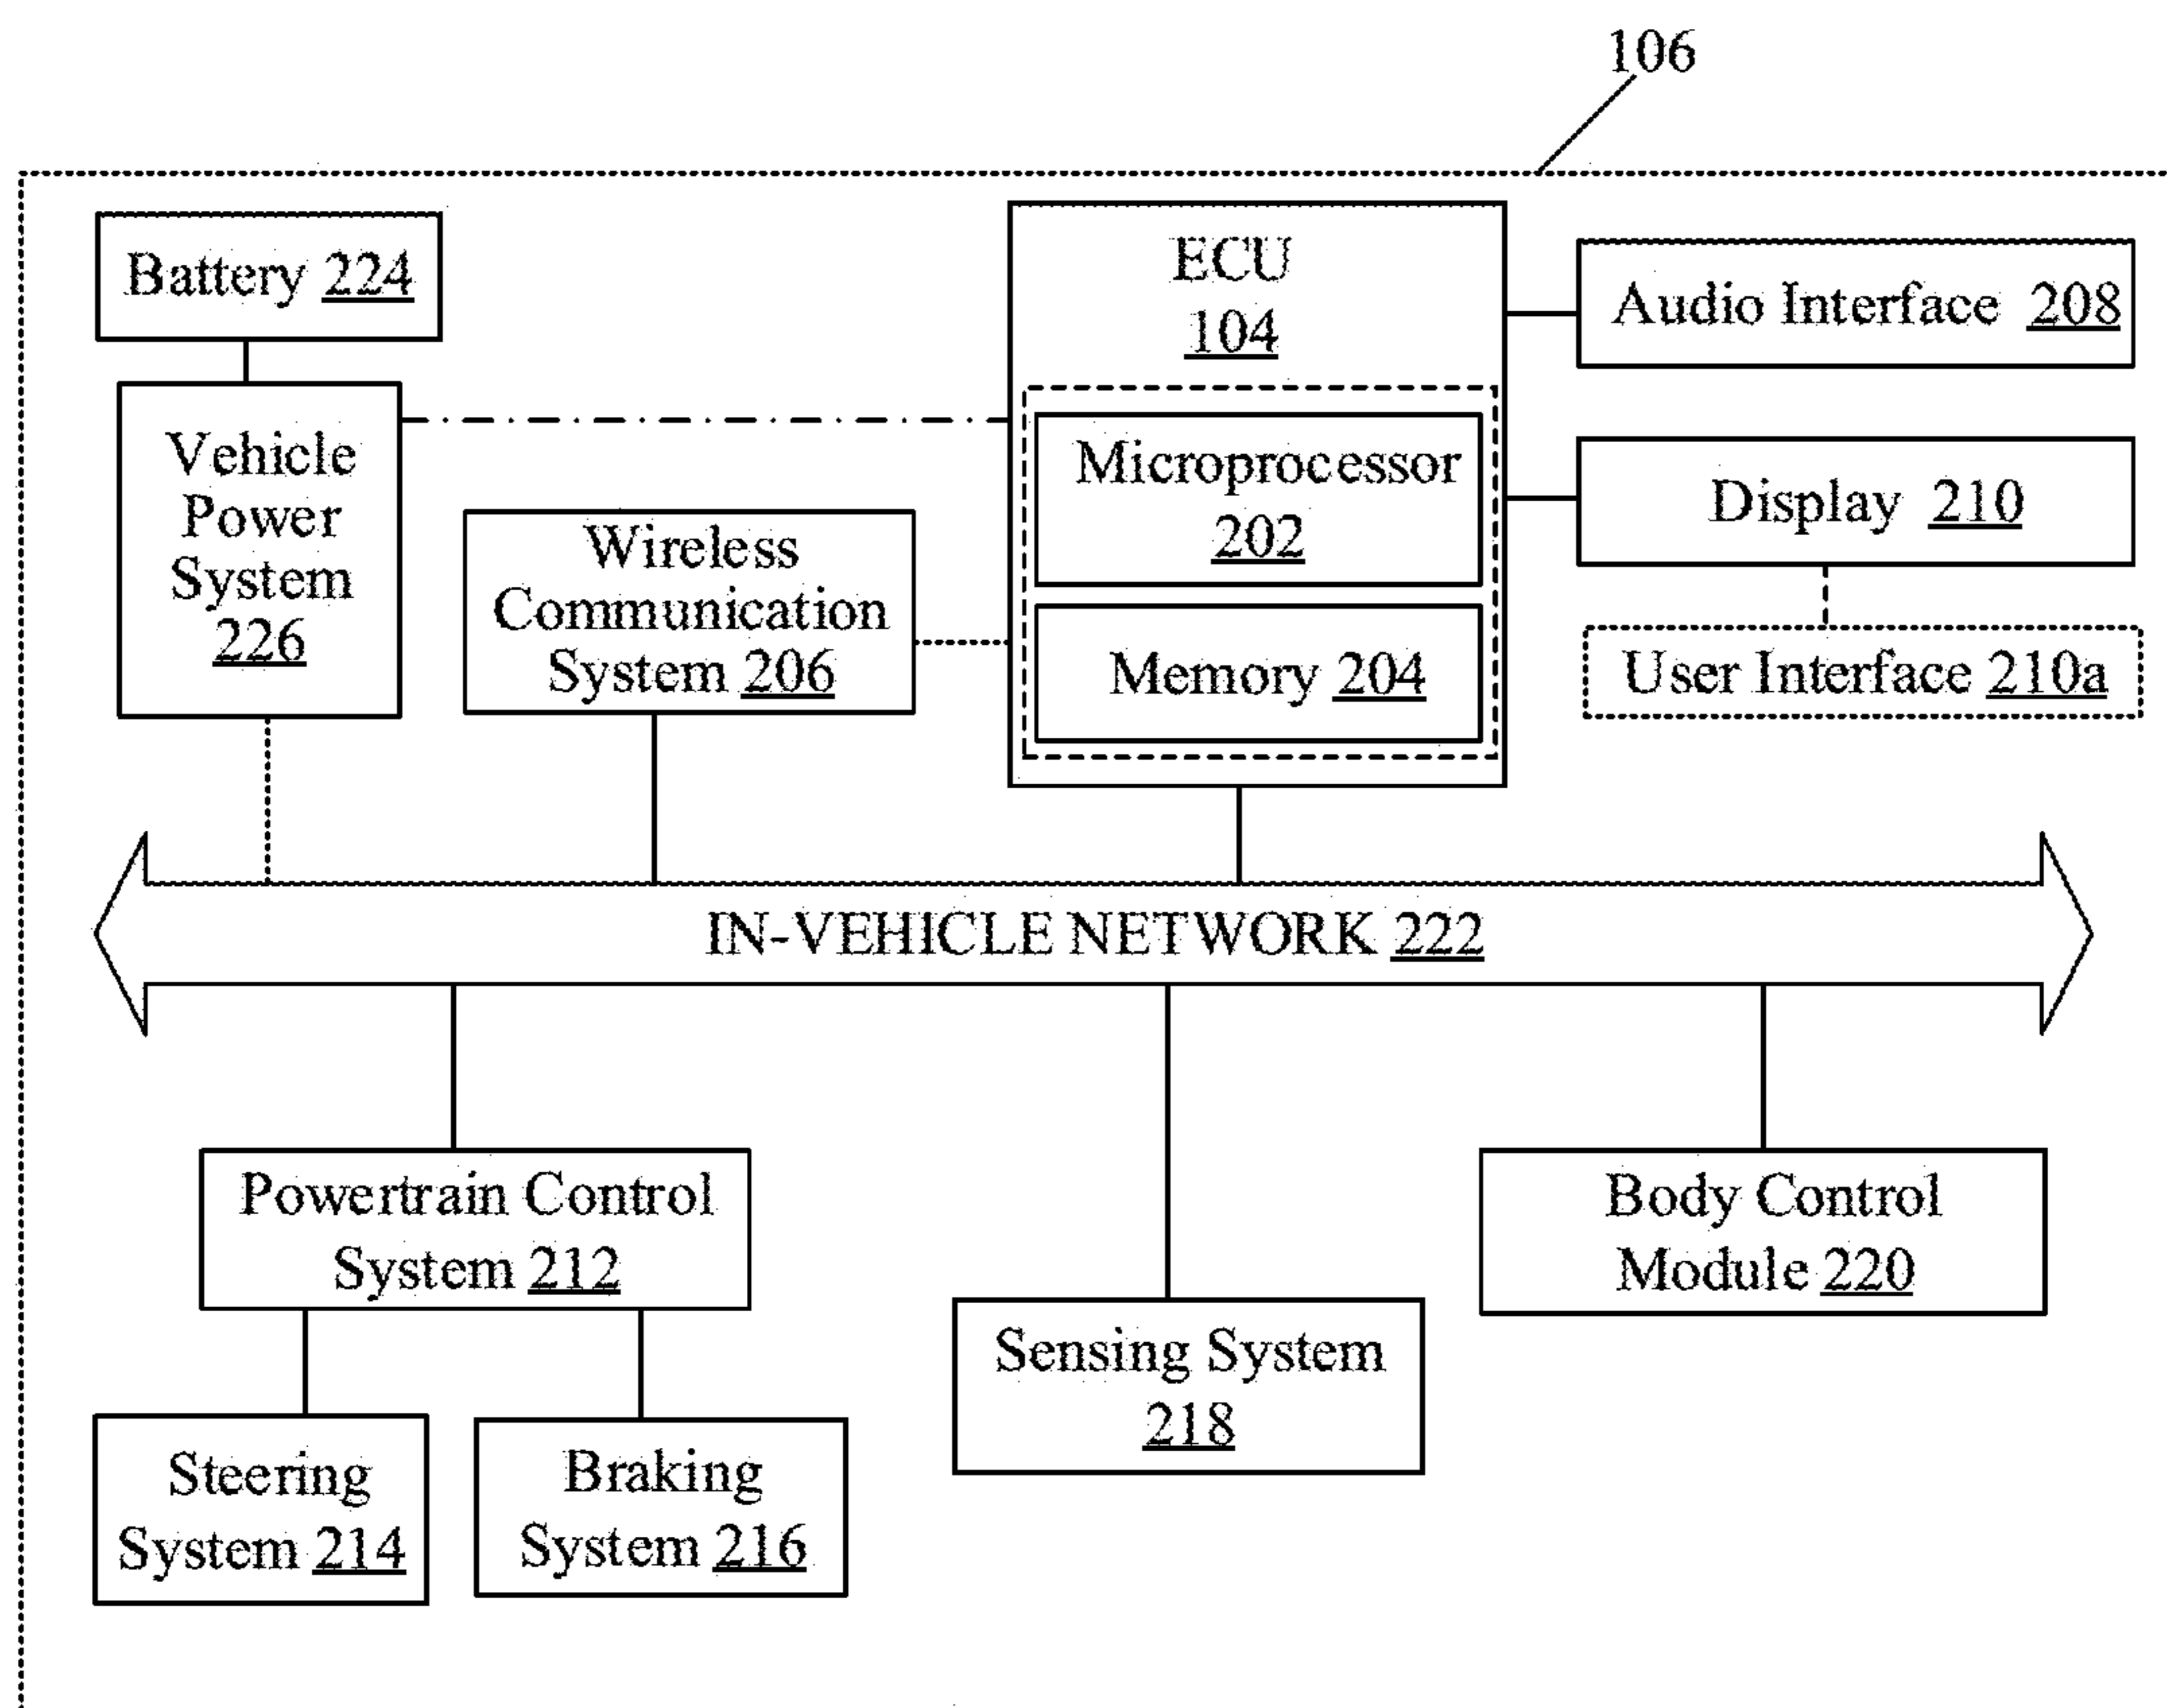 106
Battery 224
ECU
104
Audio Interface 208
Vehicle
Power
System
226
Wireless
Communication
System 206
Microprocessor
202
Memory 204
Display 210
User Interface 210a
IN-VEHICLE NETWORK 222
Powertrain Control
System 212
Body Control
Module 220
Sensing System
218
Steering
System 214
Braking
System 216